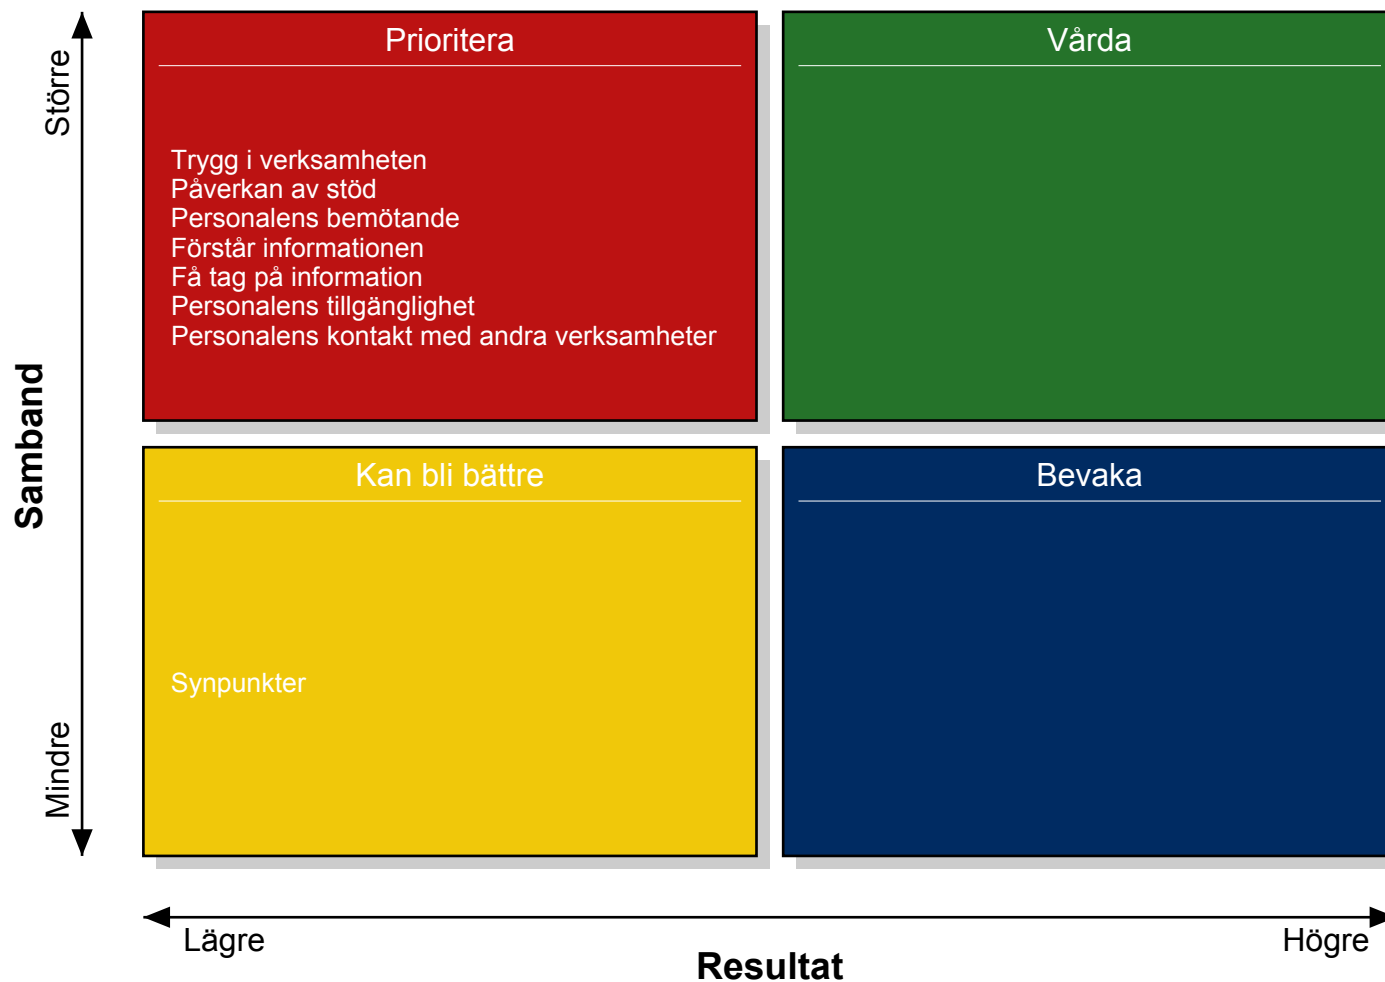 Större
Prioritera
Trygg i verksamheten
Påverkan av stöd
Personalens bemötande
Förstår informationen
Få tag på information
Personalens tillgänglighet
Personalens kontakt med andra verksamheter
Vårda
Samband
Kan bli bättre
Synpunkter
Bevaka
Mindre
Lägre
Högre
Resultat